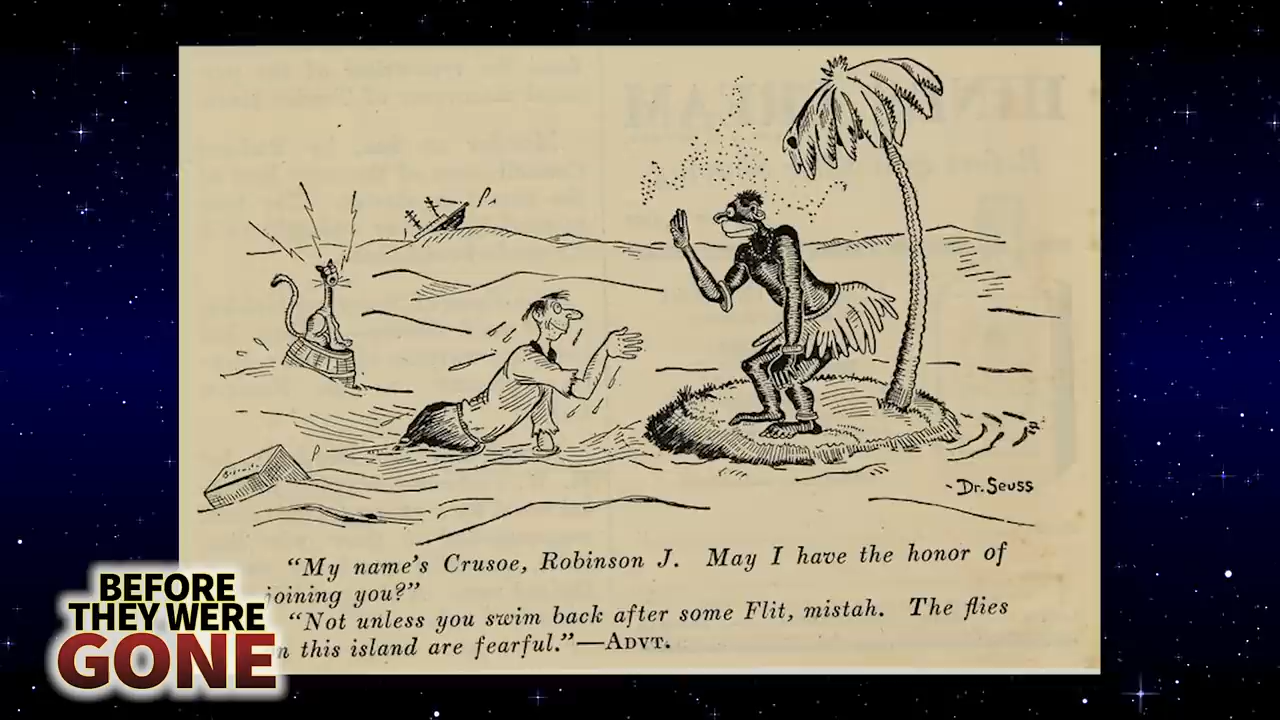 - Dr. Seuss
"My name's Crusoe, Robinson J. May I have the honor of
joining you?"
"Not unless you swim back after some Flit, mistah. The flies
n this island are fearful."—ADVT.
BEFORE
THEY WERE
GONE